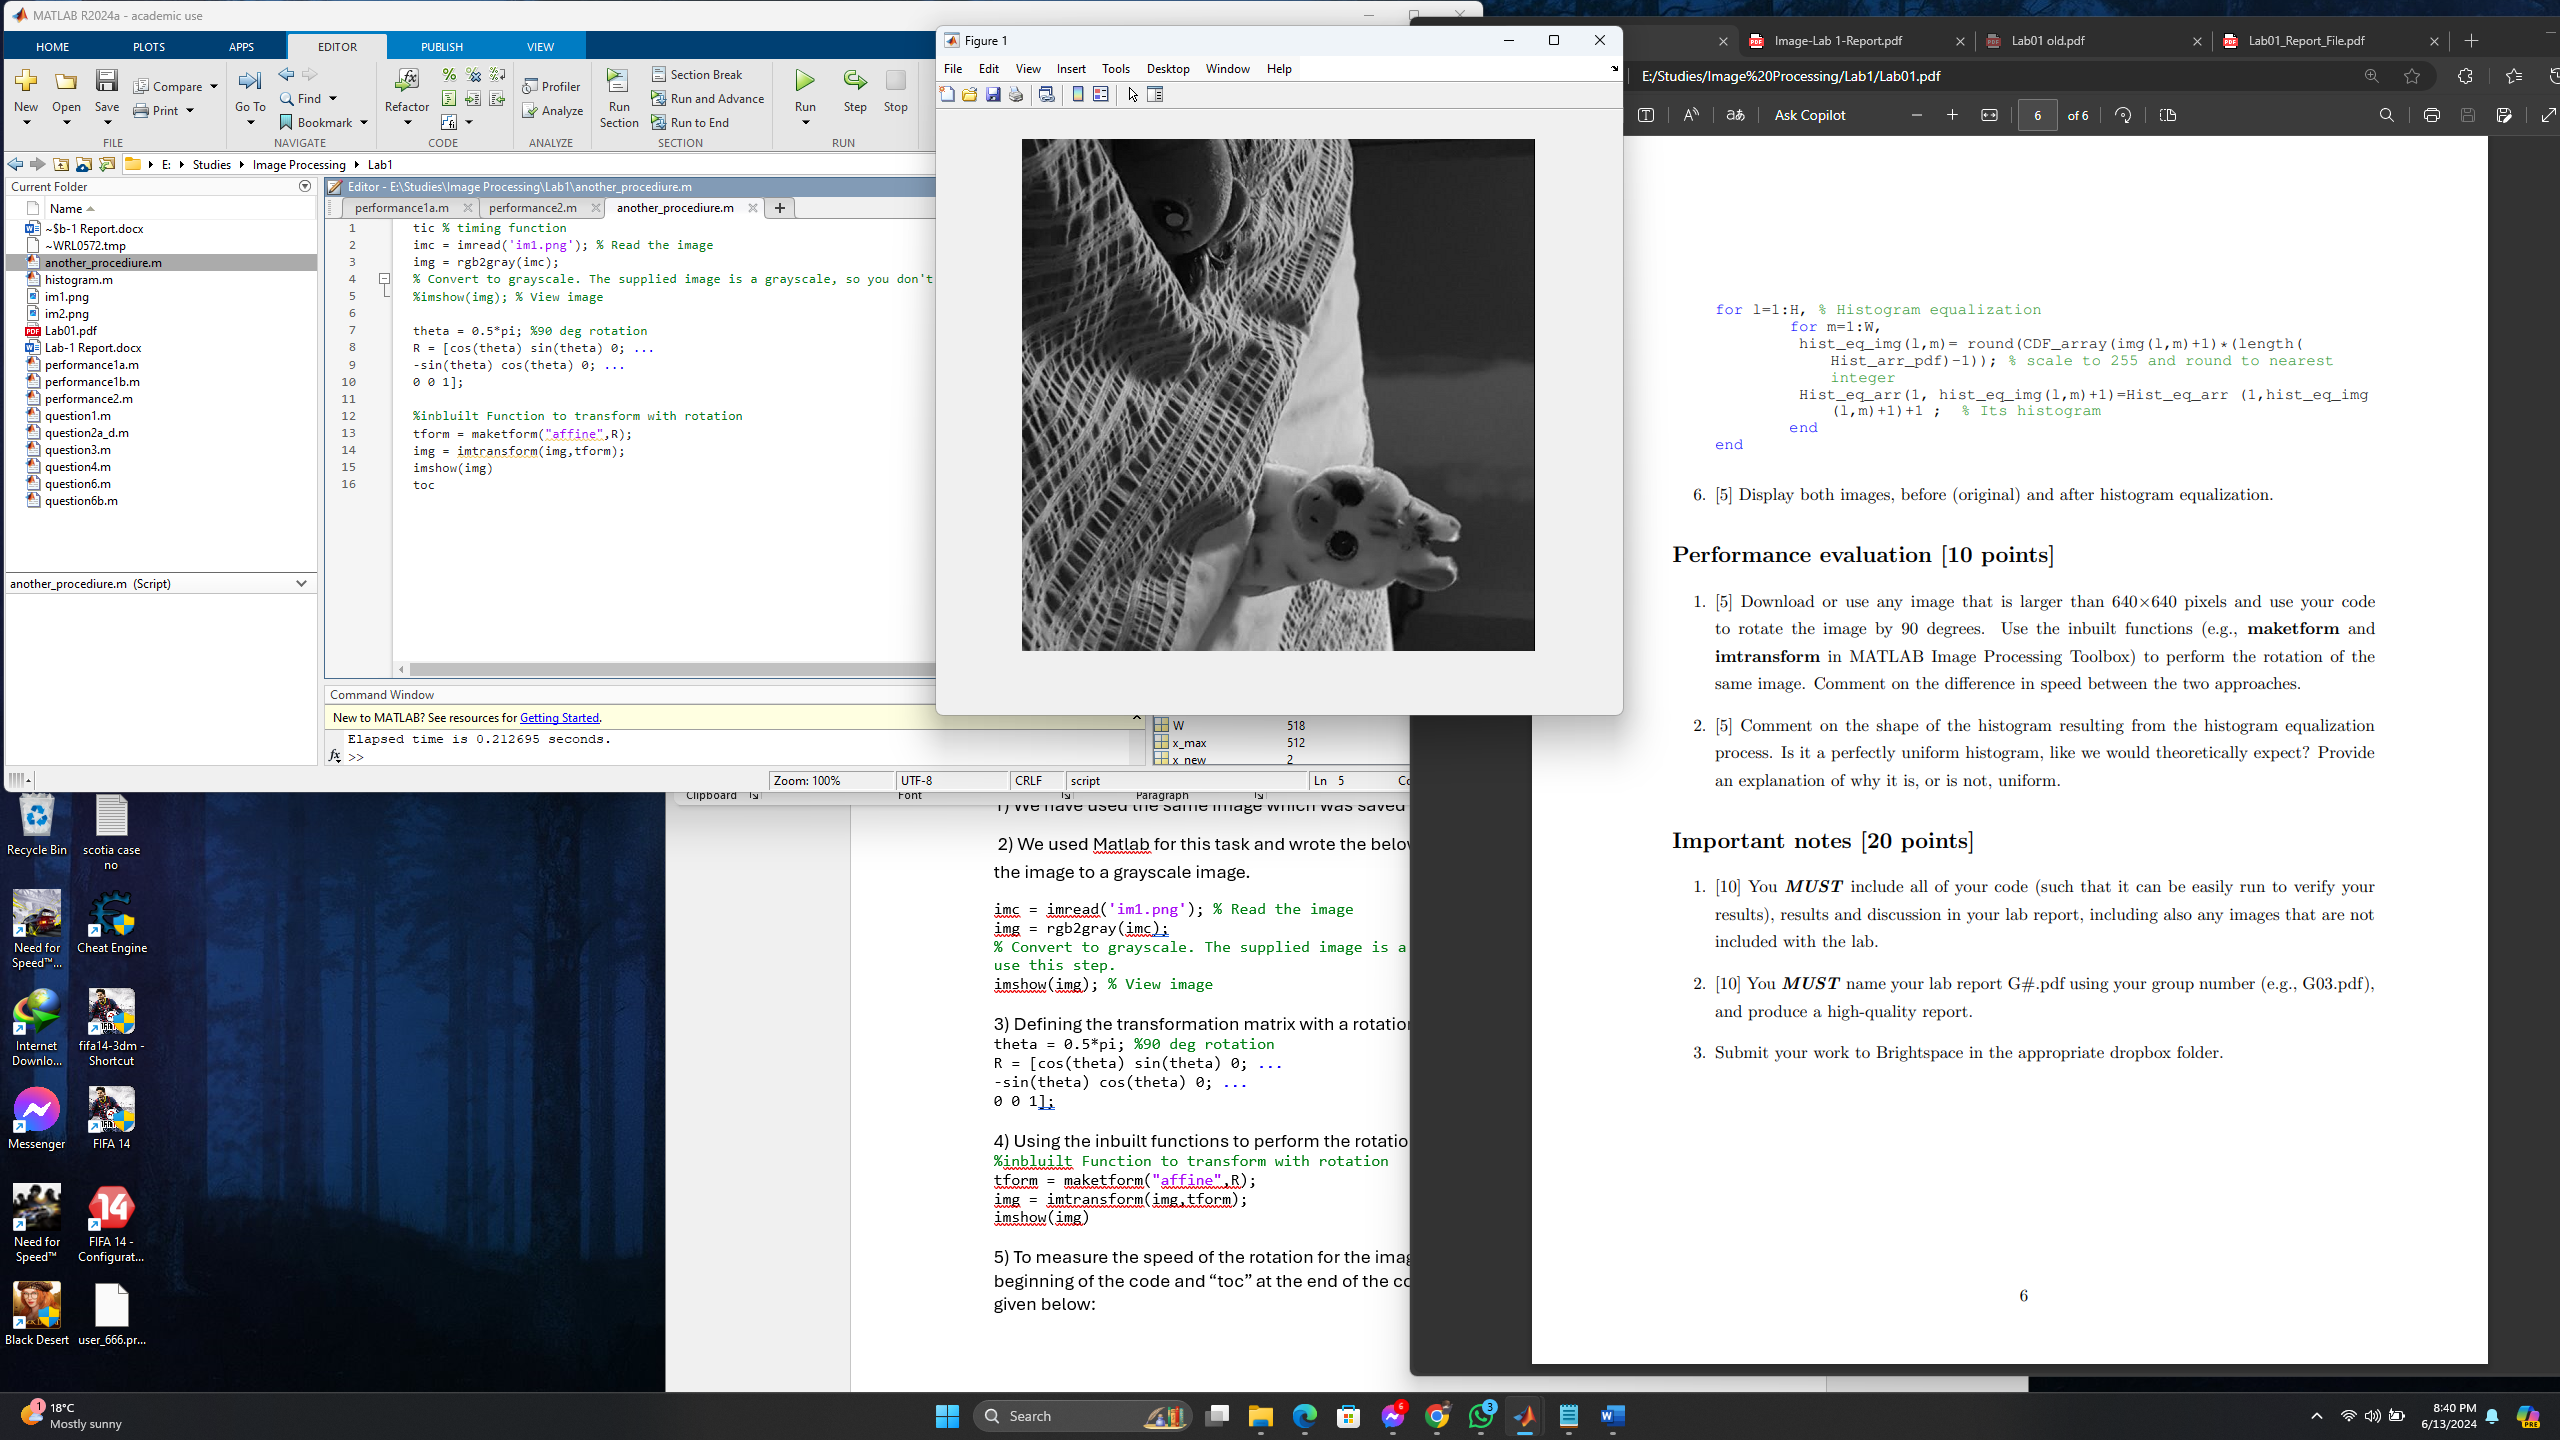 MATLAB R2024a - academic use
HOME PLOTS APPS EDITOR PUBLISH VIEW
New Open Save Compare Print
Go To Find Bookmark
Refactor
Profiler Analyze
Run Section Section Break Run and Advance Run to End
Run Step Stop
FILE NAVIGATE CODE ANALYZE SECTION RUN
E: Studies Image Processing Lab1
Current Folder
Name
~$b-1 Report.docx
~WRL0572.tmp
another_procediure.m
histogram.m
im1.png
im2.png
Lab01.pdf
Lab-1 Report.docx
performance1a.m
performance1b.m
performance2.m
question1.m
question2a_d.m
question3.m
question4.m
question6.m
question6b.m
another_procediure.m (Script)
Editor - E:\Studies\Image Processing\Lab1\another_procediure.m
performance1a.m performance2.m another_procediure.m
1 tic % timing function
2 imc = imread('im1.png'); % Read the image
3 img = rgb2gray(imc);
4 % Convert to grayscale. The supplied image is a grayscale, so you don't
5 %imshow(img); % View image
6
7 theta = 0.5*pi; %90 deg rotation
8 R = [cos(theta) sin(theta) 0; ...
9 -sin(theta) cos(theta) 0; ...
10 0 0 1];
11
12 %inbluilt Function to transform with rotation
13 tform = maketform("affine",R);
14 img = imtransform(img,tform);
15 imshow(img)
16 toc
Command Window
New to MATLAB? See resources for Getting Started.
Elapsed time is 0.212695 seconds.
fx >>
W 518
x_max 512
x_new 2
Zoom: 100% UTF-8 CRLF script Ln 5
Figure 1
File Edit View Insert Tools Desktop Window Help
Image-Lab 1-Report.pdf
Lab01 old.pdf
Lab01_Report_File.pdf
E:/Studies/Image%20Processing/Lab1/Lab01.pdf
Ask Copilot
6 of 6
for l=1:H, % Histogram equalization
for m=1:W,
hist_eq_img(l,m)= round(CDF_array(img(l,m)+1)*(length(
Hist_arr_pdf)-1)); % scale to 255 and round to nearest
integer
Hist_eq_arr(1, hist_eq_img(l,m)+1)=Hist_eq_arr (1,hist_eq_img
(l,m)+1)+1 ; % Its histogram
end
end
6. [5] Display both images, before (original) and after histogram equalization.
Performance evaluation [10 points]
1. [5] Download or use any image that is larger than 640×640 pixels and use your code
to rotate the image by 90 degrees. Use the inbuilt functions (e.g., maketform and
imtransform in MATLAB Image Processing Toolbox) to perform the rotation of the
same image. Comment on the difference in speed between the two approaches.
2. [5] Comment on the shape of the histogram resulting from the histogram equalization
process. Is it a perfectly uniform histogram, like we would theoretically expect? Provide
an explanation of why it is, or is not, uniform.
Important notes [20 points]
1. [10] You MUST include all of your code (such that it can be easily run to verify your
results), results and discussion in your lab report, including also any images that are not
included with the lab.
2. [10] You MUST name your lab report G#.pdf using your group number (e.g., G03.pdf),
and produce a high-quality report.
3. Submit your work to Brightspace in the appropriate dropbox folder.
6
Clipboard Font Paragraph
1) We have used the same image which was saved
2) We used Matlab for this task and wrote the below
the image to a grayscale image.
imc = imread('im1.png'); % Read the image
img = rgb2gray(imc);
% Convert to grayscale. The supplied image is a
use this step.
imshow(img); % View image
3) Defining the transformation matrix with a rotation
theta = 0.5*pi; %90 deg rotation
R = [cos(theta) sin(theta) 0; ...
-sin(theta) cos(theta) 0; ...
0 0 1];
4) Using the inbuilt functions to perform the rotatio
%inbluilt Function to transform with rotation
tform = maketform("affine",R);
img = imtransform(img,tform);
imshow(img)
5) To measure the speed of the rotation for the imag
beginning of the code and “toc” at the end of the co
given below:
Recycle Bin
scotia case no
Need for Speed™...
Cheat Engine
Internet Downlo...
fifa14-3dm - Shortcut
Messenger
FIFA 14
Need for Speed™
FIFA 14 - Configurat...
Black Desert
user_666.pr...
1
18°C
Mostly sunny
Search
6
3
8:40 PM
6/13/2024